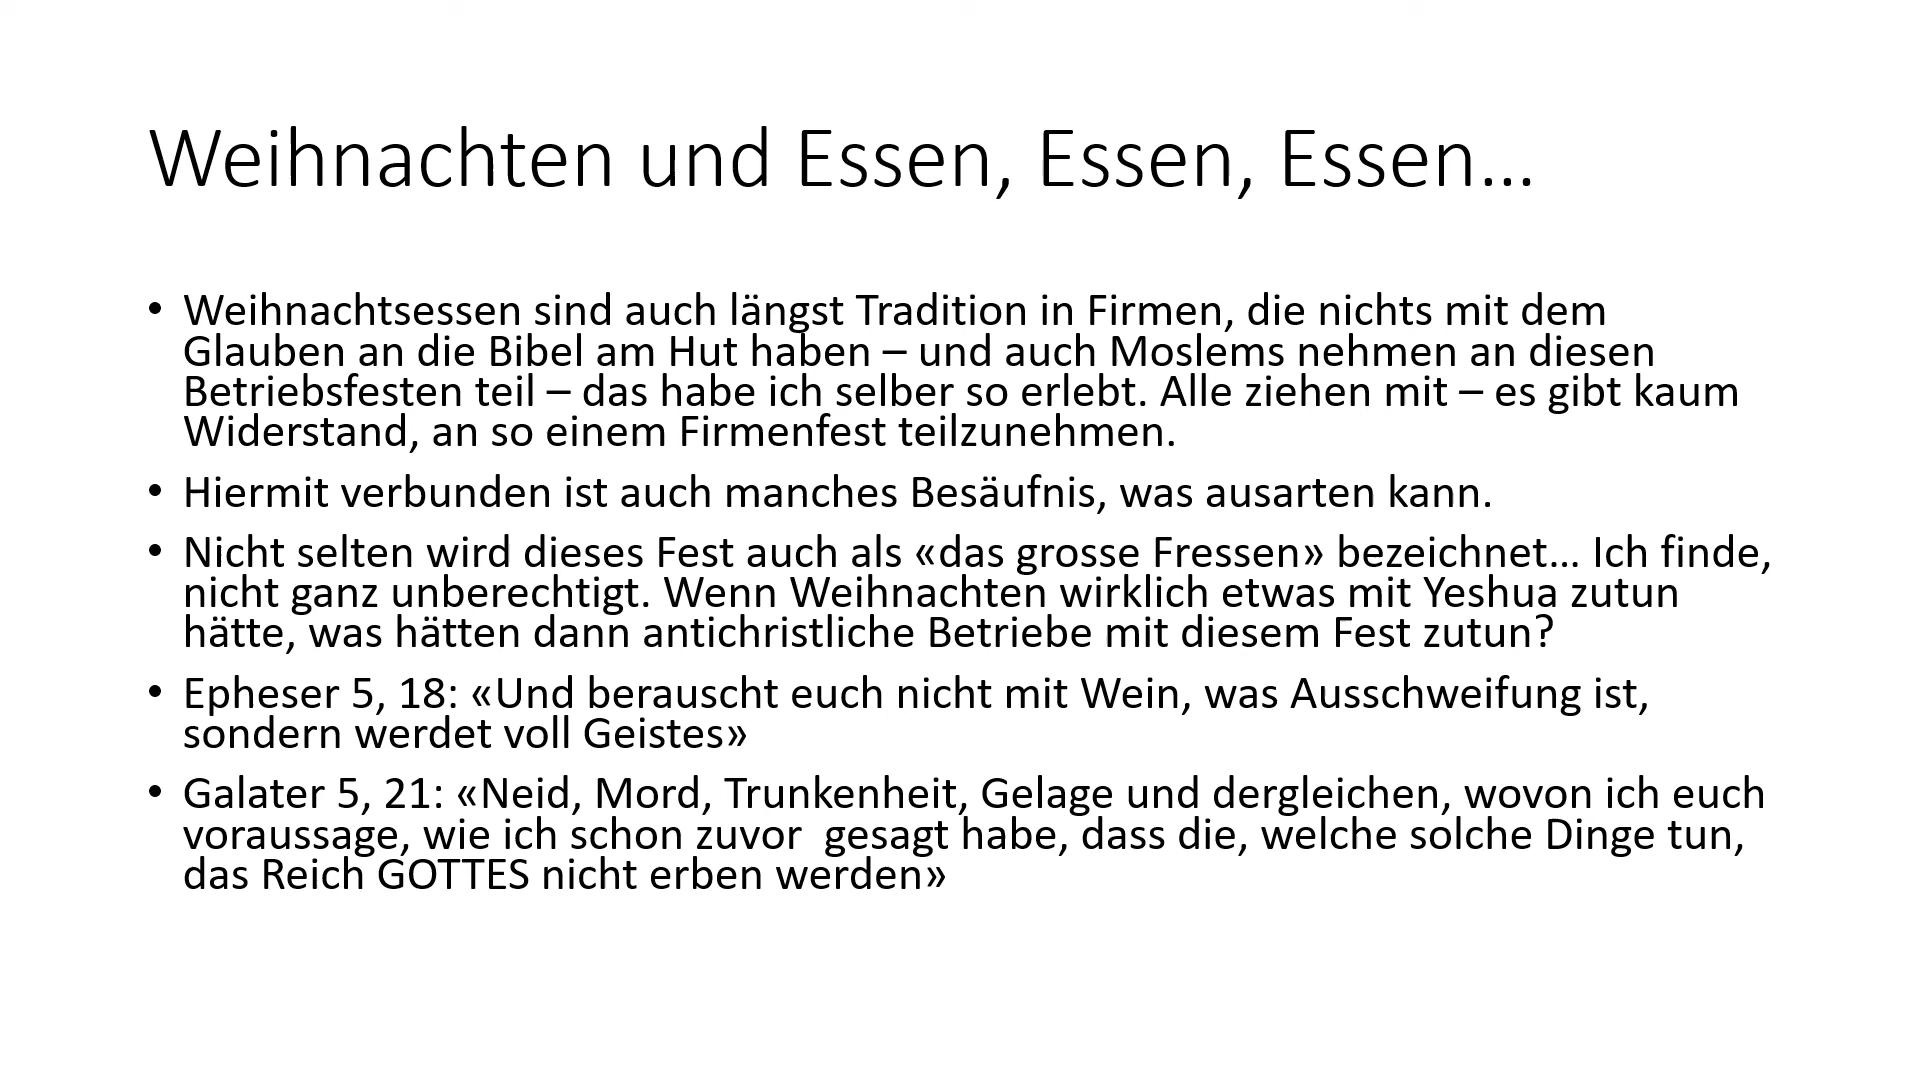 Weihnachten und Essen, Essen, Essen…
• Weihnachtsessen sind auch längst Tradition in Firmen, die nichts mit dem
Glauben an die Bibel am Hut haben – und auch Moslems nehmen an diesen
Betriebsfesten teil – das habe ich selber so erlebt. Alle ziehen mit – es gibt kaum
Widerstand, an so einem Firmenfest teilzunehmen.
• Hiermit verbunden ist auch manches Besäufnis, was ausarten kann.
• Nicht selten wird dieses Fest auch als «das grosse Fressen» bezeichnet… Ich finde,
nicht ganz unberechtigt. Wenn Weihnachten wirklich etwas mit Yeshua zutun
hätte, was hätten dann antichristliche Betriebe mit diesem Fest zutun?
• Epheser 5, 18: «Und berauscht euch nicht mit Wein, was Ausschweifung ist,
sondern werdet voll Geistes»
• Galater 5, 21: «Neid, Mord, Trunkenheit, Gelage und dergleichen, wovon ich euch
voraussage, wie ich schon zuvor  gesagt habe, dass die, welche solche Dinge tun,
das Reich GOTTES nicht erben werden»